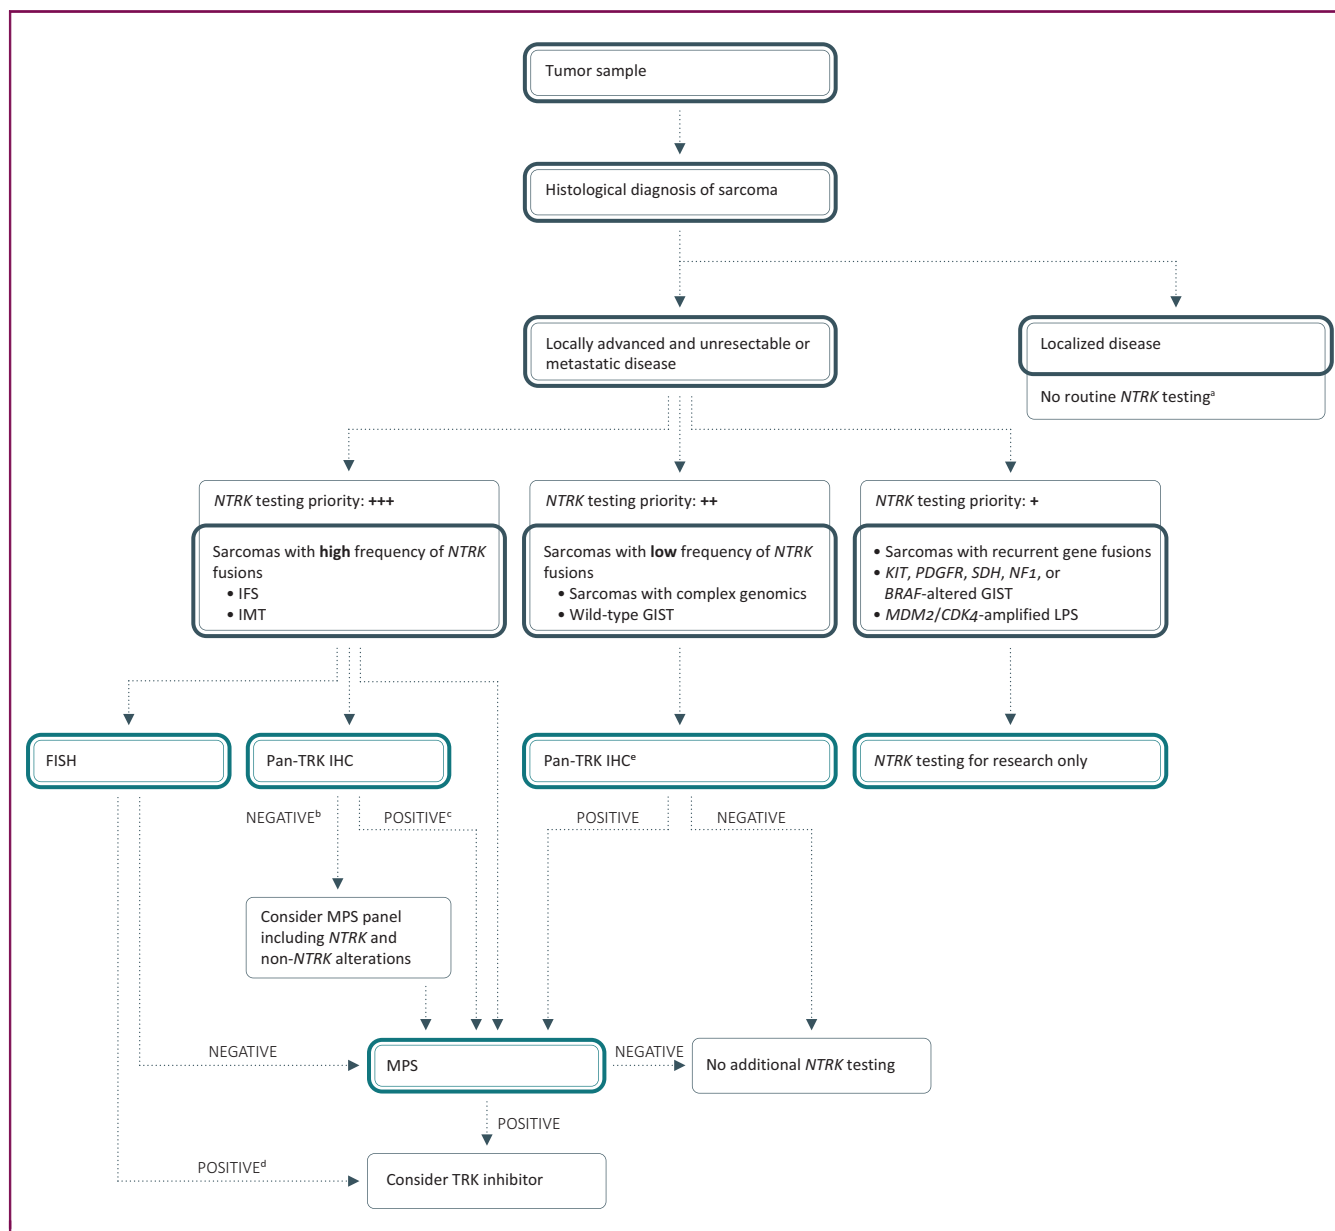 Tumor sample
Histological diagnosis of sarcoma
Locally advanced and unresectable or
metastatic disease
Localized disease
No routine NTRK testingᵃ
NTRK testing priority: +++
Sarcomas with high frequency of NTRK
fusions
• IFS
• IMT
NTRK testing priority: ++
Sarcomas with low frequency of NTRK
fusions
• Sarcomas with complex genomics
• Wild-type GIST
NTRK testing priority: +
• Sarcomas with recurrent gene fusions
• KIT, PDGFR, SDH, NF1, or
BRAF-altered GIST
• MDM2/CDK4-amplified LPS
FISH
Pan-TRK IHC
Pan-TRK IHCᵉ
NTRK testing for research only
NEGATIVEᵇ
POSITIVEᶜ
POSITIVE
NEGATIVE
Consider MPS panel
including NTRK and
non-NTRK alterations
NEGATIVE
MPS
NEGATIVE
No additional NTRK testing
POSITIVE
POSITIVEᵈ
Consider TRK inhibitor